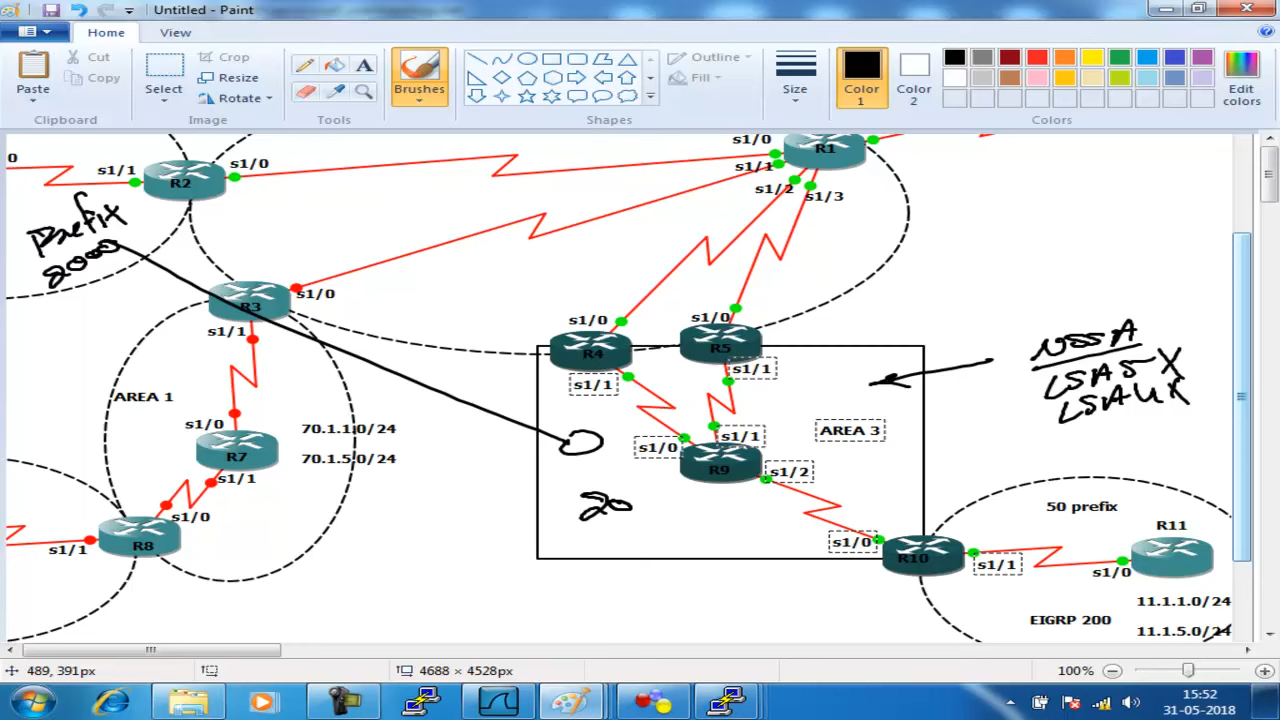 Untitled - Paint
Home
View
Paste
Cut
Copy
Clipboard
Select
Crop
Resize
Rotate
Image
A
Tools
Brushes
Outline
Fill
Shapes
Size
Color 1
Color 2
Edit colors
Colors
0
s1/1
R2
s1/0
s1/0
R1
s1/1
s1/2
s1/3
Prefix
2000
R3
s1/0
s1/1
s1/0
s1/0
R4
R5
s1/1
s1/1
NSSA
LSA5 X
LSA4 X
AREA 1
s1/0
70.1.1.0/24
R7
70.1.5.0/24
s1/1
s1/1
s1/0
AREA 3
R9
s1/2
20
s1/0
R8
s1/1
s1/0
R10
s1/1
50 prefix
R11
s1/0
11.1.1.0/24
EIGRP 200
11.1.5.0/24
489, 391px
4688 × 4528px
100%
15:52
31-05-2018